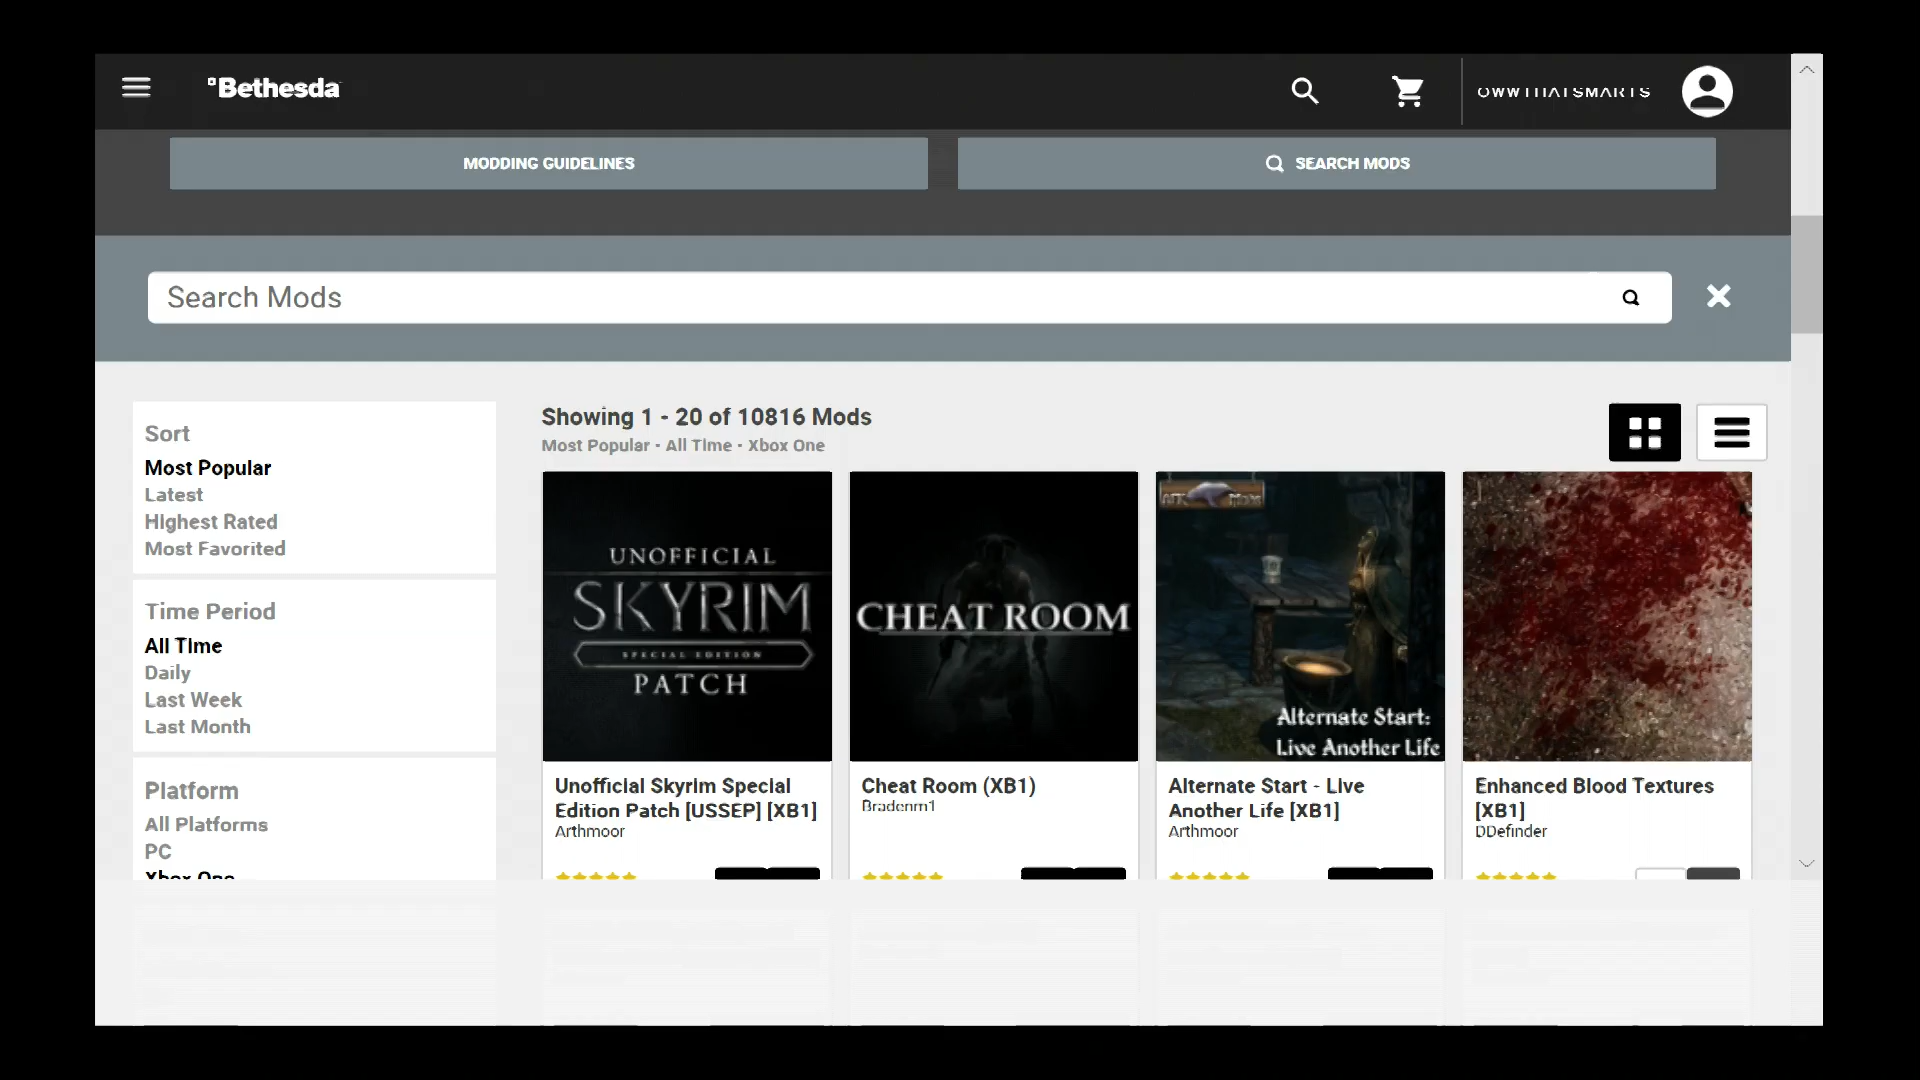 Bethesda
OWWTHATSMARTS
MODDING GUIDELINES
SEARCH MODS
Search Mods
Sort
Most Popular
Latest
Highest Rated
Most Favorited
Time Period
All Time
Daily
Last Week
Last Month
Platform
All Platforms
PC
Xbox One
Showing 1 - 20 of 10816 Mods
Most Popular - All Time - Xbox One
UNOFFICIAL
SKYRIM
SPECIAL EDITION
PATCH
Unofficial Skyrim Special
Edition Patch [USSEP] [XB1]
Arthmoor
CHEAT ROOM
Cheat Room (XB1)
Bradenm1
Alternate Start:
Live Another Life
Alternate Start - Live
Another Life [XB1]
Arthmoor
Enhanced Blood Textures
[XB1]
DDefinder